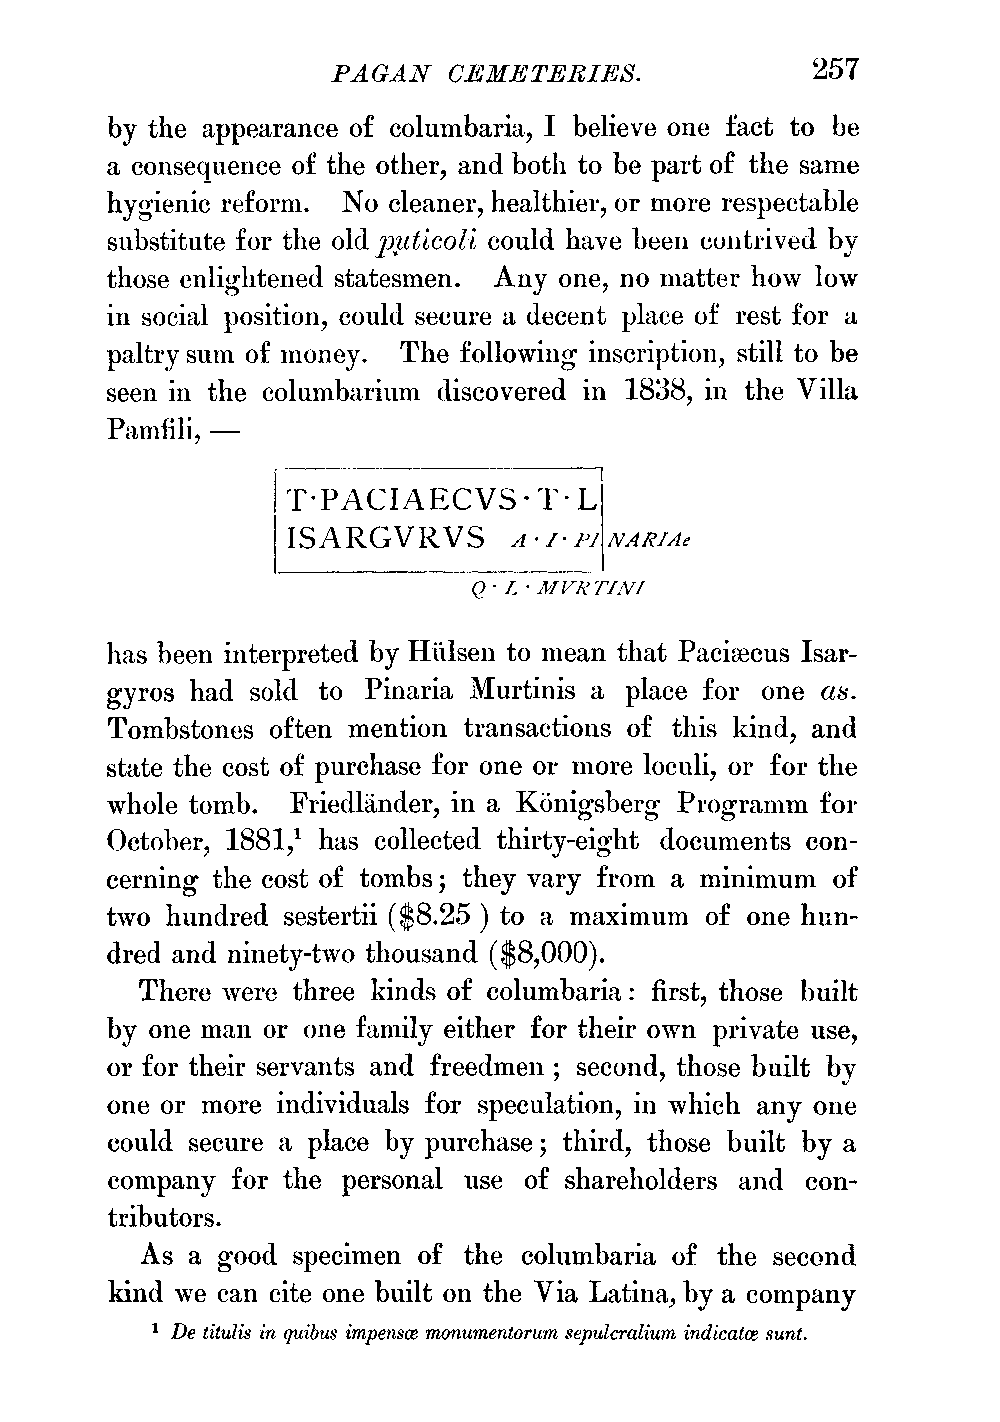 PAGAN CEMETERIES. 257
by the appearance of columbaria, I believe one fact to be
a consequence of the other, and both to be part of the same
hygienic reform. No cleaner, healthier, or more respectable
substitute for the old puticoli could have been contrived by
those enlightened statesmen. Any one, no matter how low
in social position, could secure a decent place of rest for a
paltry sum of money. The following inscription, still to be
seen in the columbarium discovered in 1838, in the Villa
Pamfili, —
T·PACIAECVS·T·L
ISARGVRVS A·I·PINARIAe
Q·L·MVRTINI
has been interpreted by Hülsen to mean that Paciæcus Isar-
gyros had sold to Pinaria Murtinis a place for one as.
Tombstones often mention transactions of this kind, and
state the cost of purchase for one or more loculi, or for the
whole tomb. Friedländer, in a Königsberg Programm for
October, 1881,¹ has collected thirty-eight documents con-
cerning the cost of tombs; they vary from a minimum of
two hundred sestertii ($8.25 ) to a maximum of one hun-
dred and ninety-two thousand ($8,000).
There were three kinds of columbaria: first, those built
by one man or one family either for their own private use,
or for their servants and freedmen ; second, those built by
one or more individuals for speculation, in which any one
could secure a place by purchase; third, those built by a
company for the personal use of shareholders and con-
tributors.
As a good specimen of the columbaria of the second
kind we can cite one built on the Via Latina, by a company
¹ De titulis in quibus impensœ monumentorum sepulcralium indicatœ sunt.